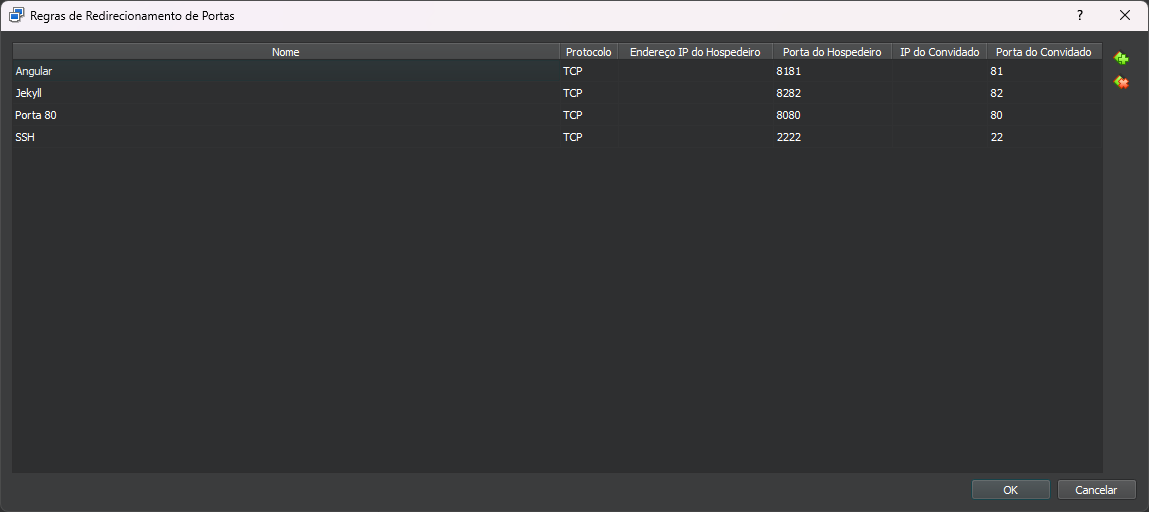 Regras de Redirecionamento de Portas ?
Nome Protocolo Endereço IP do Hospedeiro Porta do Hospedeiro IP do Convidado Porta do Convidado
Angular TCP 8181 81
Jekyll TCP 8282 82
Porta 80 TCP 8080 80
SSH TCP 2222 22
OK Cancelar